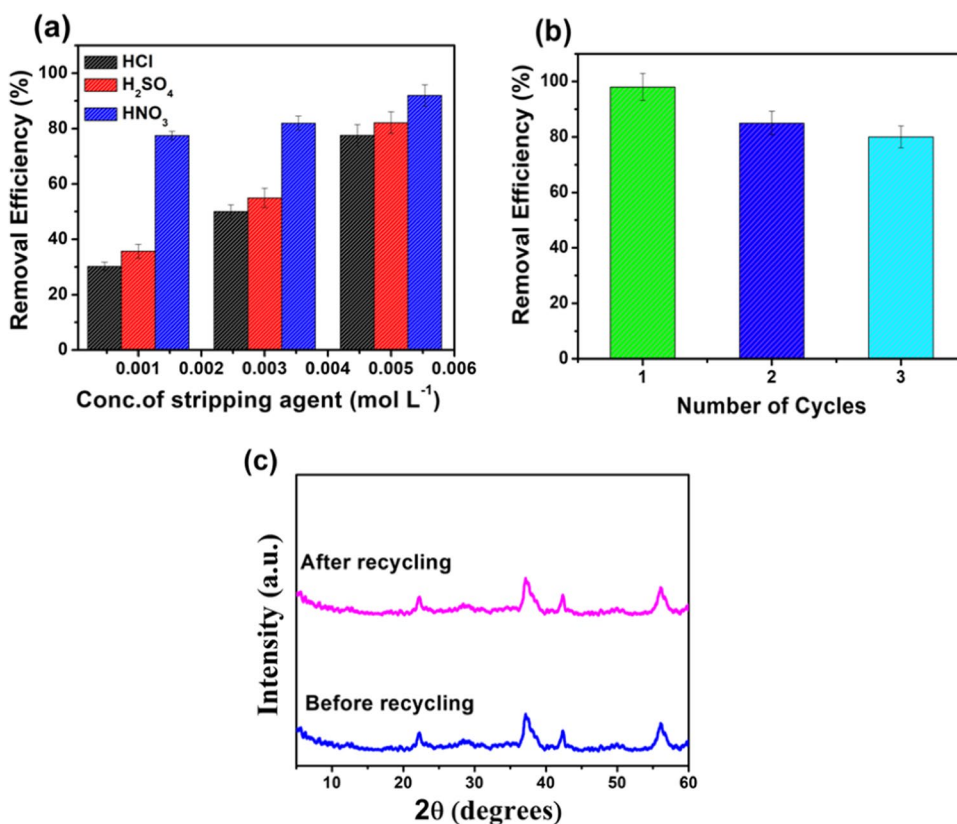 (a)
HCl
H₂SO₄
HNO₃
Removal Efficiency (%)
100
80
60
40
20
0
0.001 0.002 0.003 0.004 0.005 0.006
Conc.of stripping agent (mol L⁻¹)
(b)
Removal Efficiency (%)
100
80
60
40
20
0
1 2 3
Number of Cycles
(c)
Intensity (a.u.)
After recycling
Before recycling
10 20 30 40 50 60
2θ (degrees)